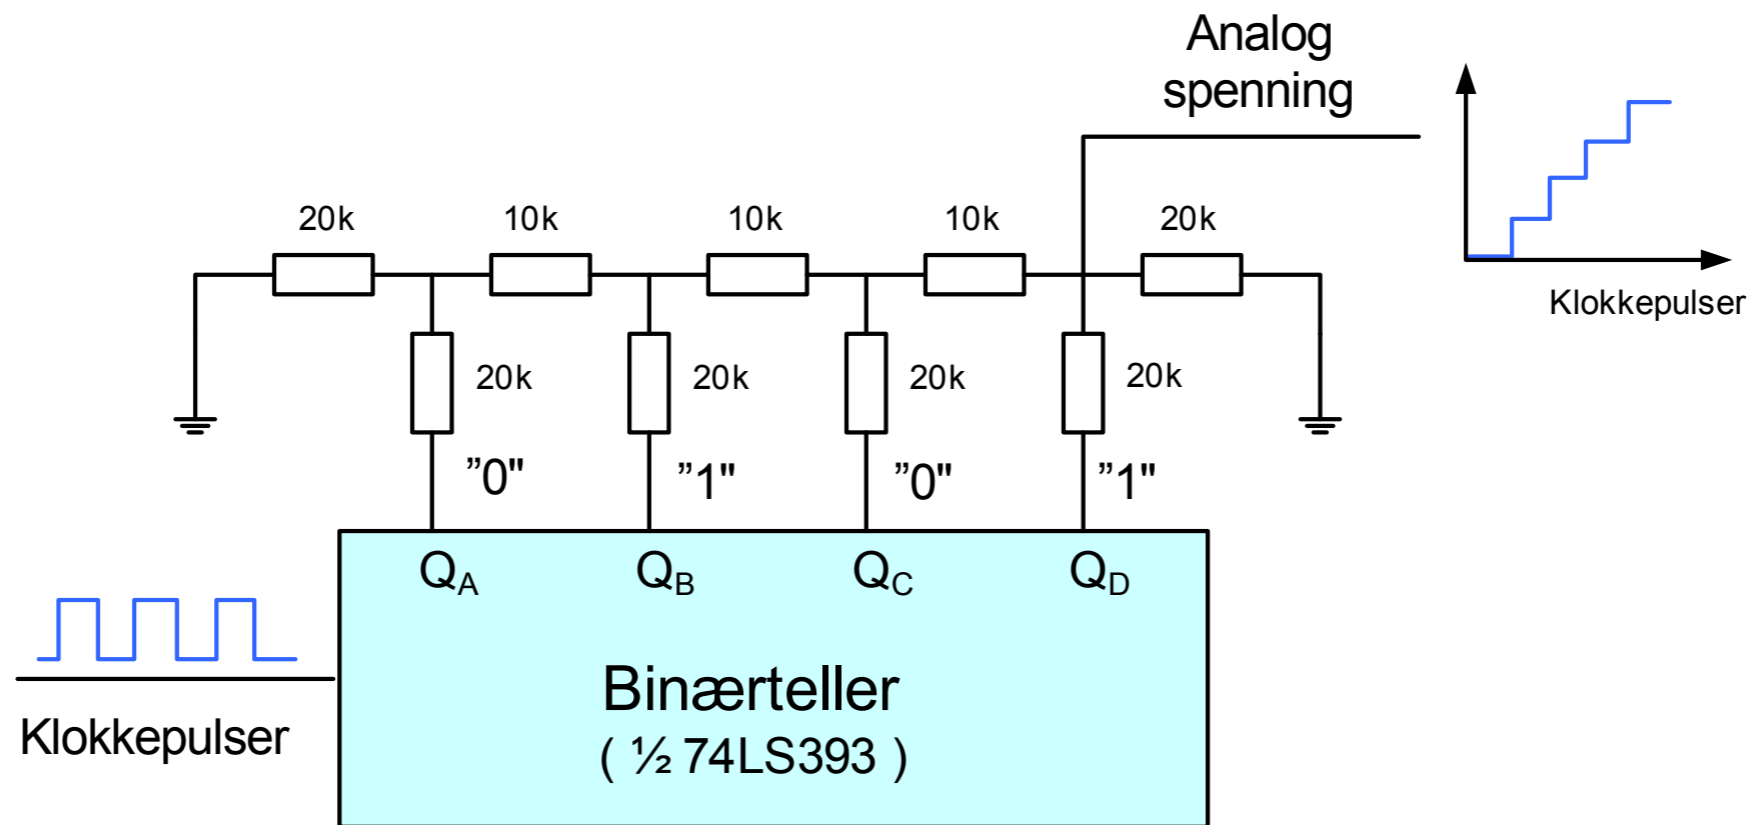 Analog
spenning
20k
10k
10k
10k
20k
Klokkepulser
20k
20k
20k
20k
”0"
”1"
”0"
”1"
QA
QB
QC
QD
Binærteller
( ½ 74LS393 )
Klokkepulser